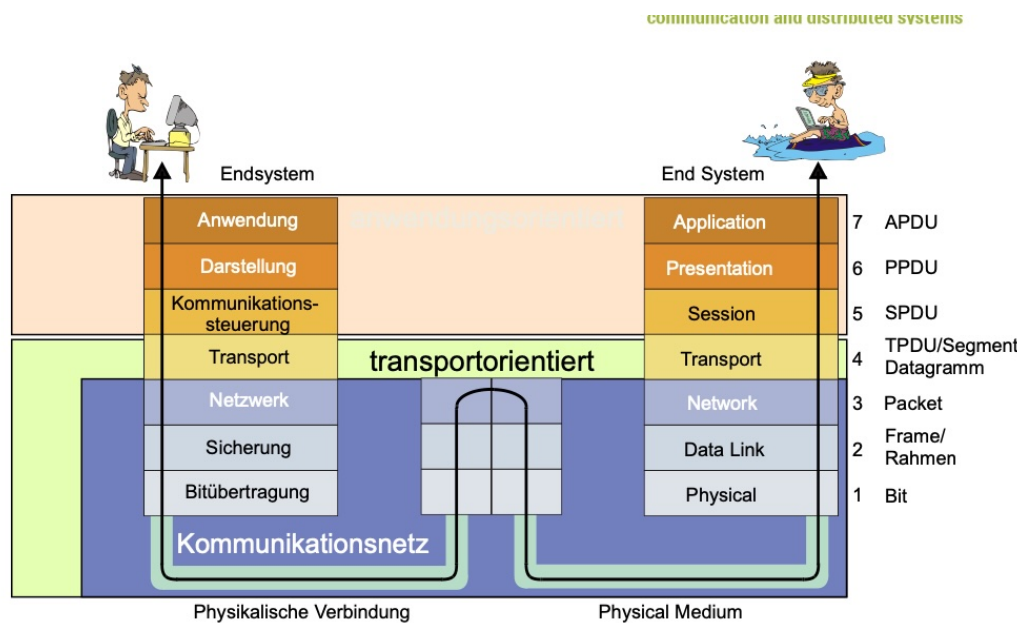 communication and distributed systems
Endsystem
End System
Anwendung
anwendungsorientiert
Application
7
APDU
Darstellung
Presentation
6
PPDU
Kommunikations-
steuerung
Session
5
SPDU
Transport
transportorientiert
Transport
4
TPDU/Segment
Datagramm
Netzwerk
Network
3
Packet
Sicherung
Data Link
2
Frame/
Rahmen
Bitübertragung
Physical
1
Bit
Kommunikationsnetz
Physikalische Verbindung
Physical Medium